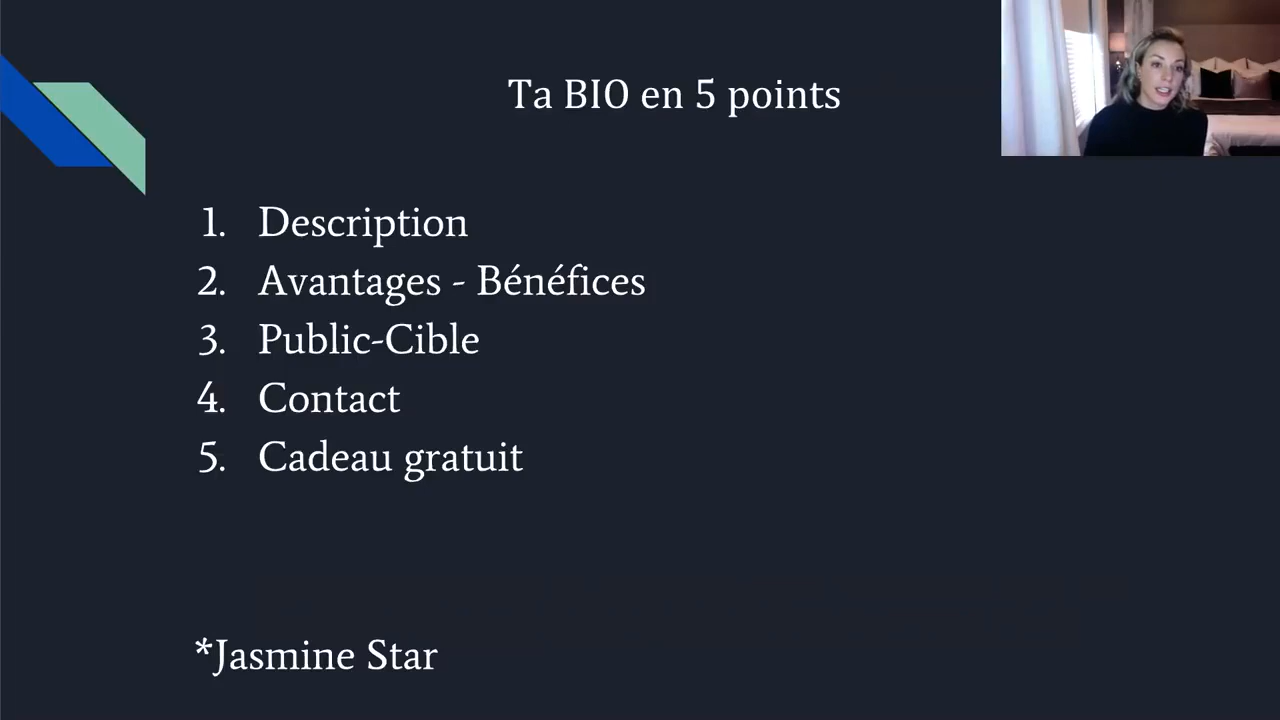 Ta BIO en 5 points
1. Description
2. Avantages - Bénéfices
3. Public-Cible
4. Contact
5. Cadeau gratuit
*Jasmine Star